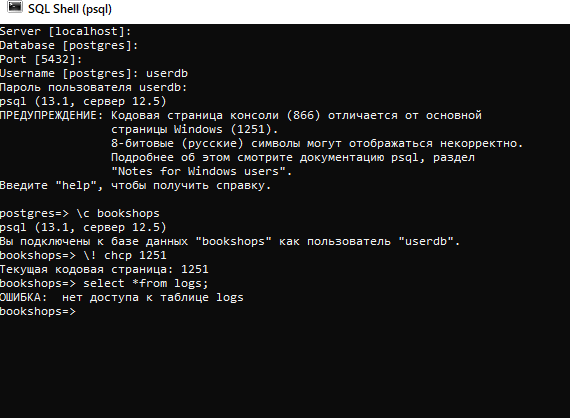 SQL Shell (psql)
Server [localhost]:
Database [postgres]:
Port [5432]:
Username [postgres]: userdb
Пароль пользователя userdb:
psql (13.1, сервер 12.5)
ПРЕДУПРЕЖДЕНИЕ: Кодовая страница консоли (866) отличается от основной
страницы Windows (1251).
8-битовые (русские) символы могут отображаться некорректно.
Подробнее об этом смотрите документацию psql, раздел
"Notes for Windows users".
Введите "help", чтобы получить справку.
postgres=> \c bookshops
psql (13.1, сервер 12.5)
Вы подключены к базе данных "bookshops" как пользователь "userdb".
bookshops=> \! chcp 1251
Текущая кодовая страница: 1251
bookshops=> select *from logs;
ОШИБКА:  нет доступа к таблице logs
bookshops=>